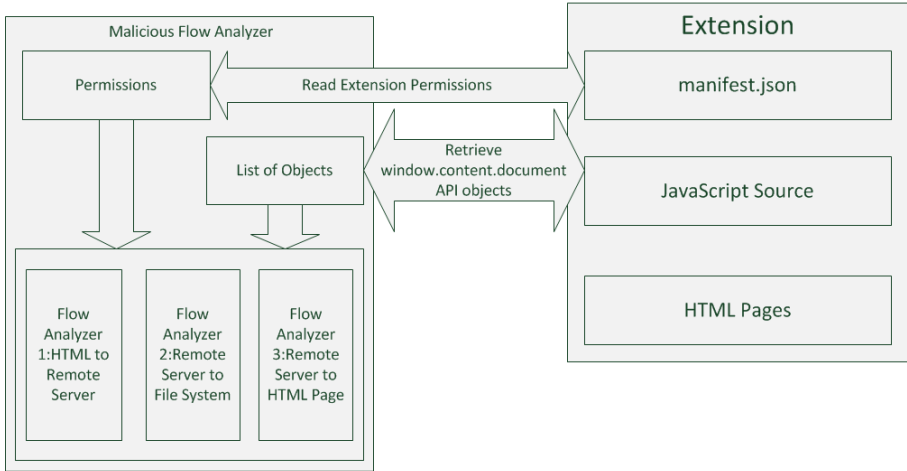 Malicious Flow Analyzer
Permissions
Read Extension Permissions
List of Objects
Retrieve
window.content.document
API objects
Flow
Analyzer
1:HTML to
Remote
Server
Flow
Analyzer
2:Remote
Server to
File System
Flow
Analyzer
3:Remote
Server to
HTML Page
Extension
manifest.json
JavaScript Source
HTML Pages